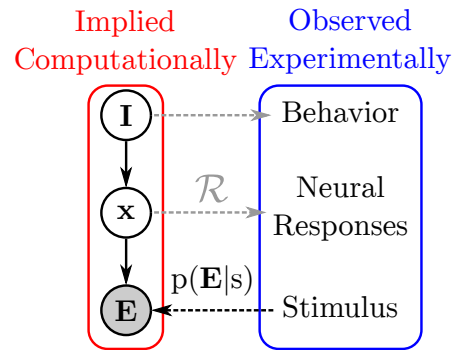 Implied
Computationally
Observed
Experimentally
I
Behavior
x
R
Neural
Responses
E
p(E|s)
Stimulus